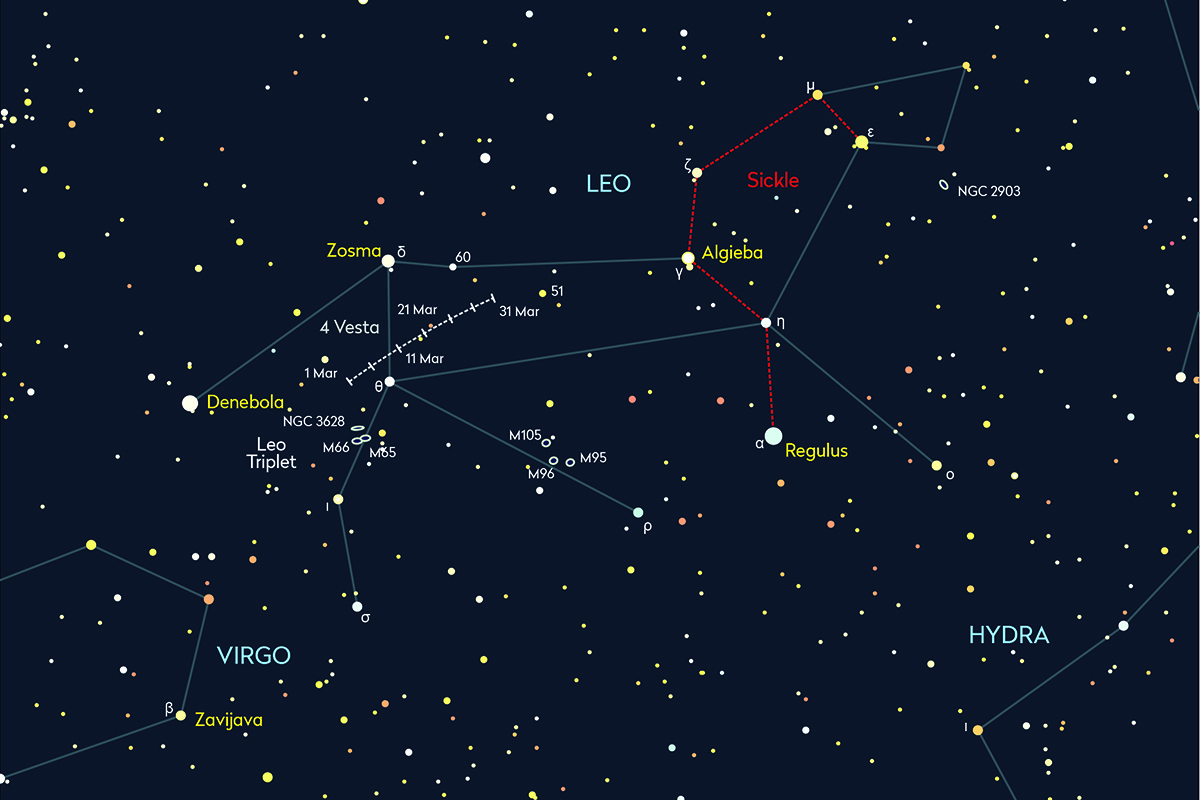 μ
ε
ζ
LEO
Sickle
NGC 2903
Zosma
δ
60
Algieba
γ
51
21 Mar
31 Mar
4 Vesta
η
11 Mar
1 Mar
θ
Denebola
NGC 3628
M105
α
Regulus
Leo
Triplet
M66
M65
M95
M96
ο
ι
ρ
σ
HYDRA
VIRGO
β
Zavijava
ι